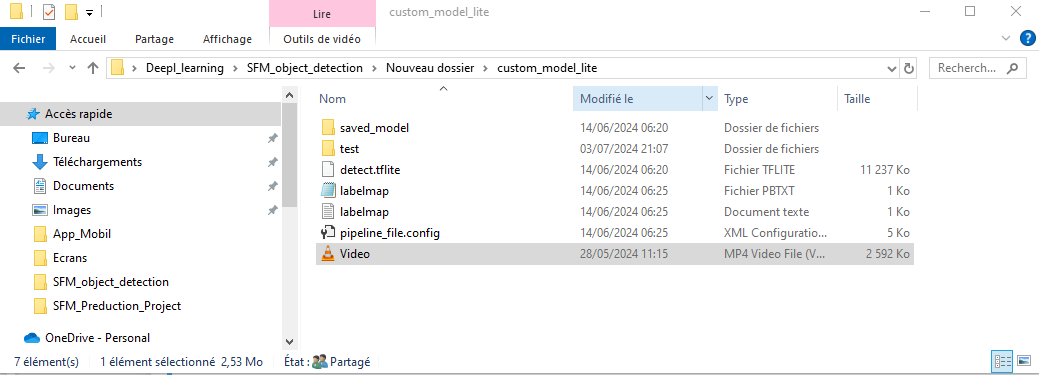 Lire
custom_model_lite
Fichier
Accueil
Partage
Affichage
Outils de vidéo
Deepl_learning
SFM_object_detection
Nouveau dossier
custom_model_lite
Recherch...
Accès rapide
Bureau
Téléchargements
Documents
Images
App_Mobil
Ecrans
SFM_object_detection
SFM_Preduction_Project
OneDrive - Personal
Nom Modifié le Type Taille
saved_model 14/06/2024 06:20 Dossier de fichiers
test 03/07/2024 21:07 Dossier de fichiers
detect.tflite 14/06/2024 06:20 Fichier TFLITE 11 237 Ko
labelmap 14/06/2024 06:25 Fichier PBTXT 1 Ko
labelmap 14/06/2024 06:25 Document texte 1 Ko
pipeline_file.config 14/06/2024 06:25 XML Configuratio... 5 Ko
Video 28/05/2024 11:15 MP4 Video File (V... 2 592 Ko
7 élément(s) 1 élément sélectionné 2,53 Mo État : Partagé